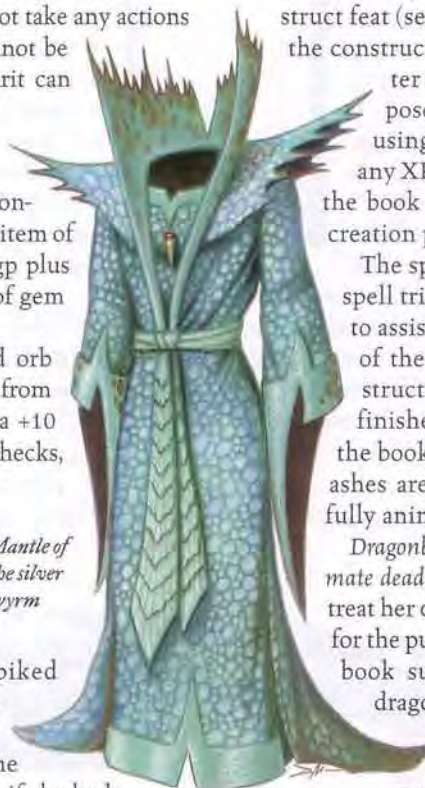 ot take any actions
nnot be
rit can
on-
item of
gp plus
of gem
d orb
from
a +10
hecks,
Mantle of
he silver
wyrm
piked
he
struct feat (se
the construc
ter
pose
using
any XP
the book
creation p
The sp
spell tri
to assis
of the
struct
finishe
the book
ashes are
fully anim
Dragonb
mate dead
treat her c
for the pu
book su
drago